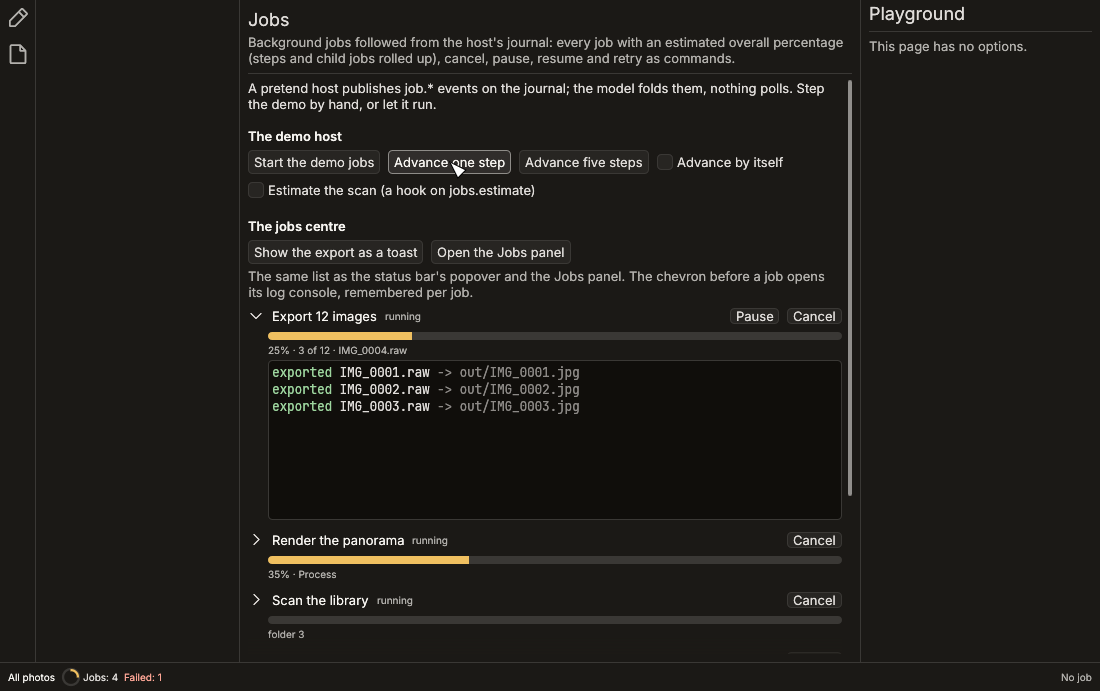 Jobs
Background jobs followed from the host's journal: every job with an estimated overall percentage
(steps and child jobs rolled up), cancel, pause, resume and retry as commands.
A pretend host publishes job.* events on the journal; the model folds them, nothing polls. Step
the demo by hand, or let it run.
The demo host
Start the demo jobs
Advance one step
Advance five steps
Advance by itself
Estimate the scan (a hook on jobs.estimate)
The jobs centre
Show the export as a toast
Open the Jobs panel
The same list as the status bar's popover and the Jobs panel. The chevron before a job opens
its log console, remembered per job.
Export 12 images running
Pause
Cancel
25% · 3 of 12 · IMG_0004.raw
exported IMG_0001.raw -> out/IMG_0001.jpg
exported IMG_0002.raw -> out/IMG_0002.jpg
exported IMG_0003.raw -> out/IMG_0003.jpg
Render the panorama running
Cancel
35% · Process
Scan the library running
Cancel
folder 3
Playground
This page has no options.
All photos
Jobs: 4 Failed: 1
No job